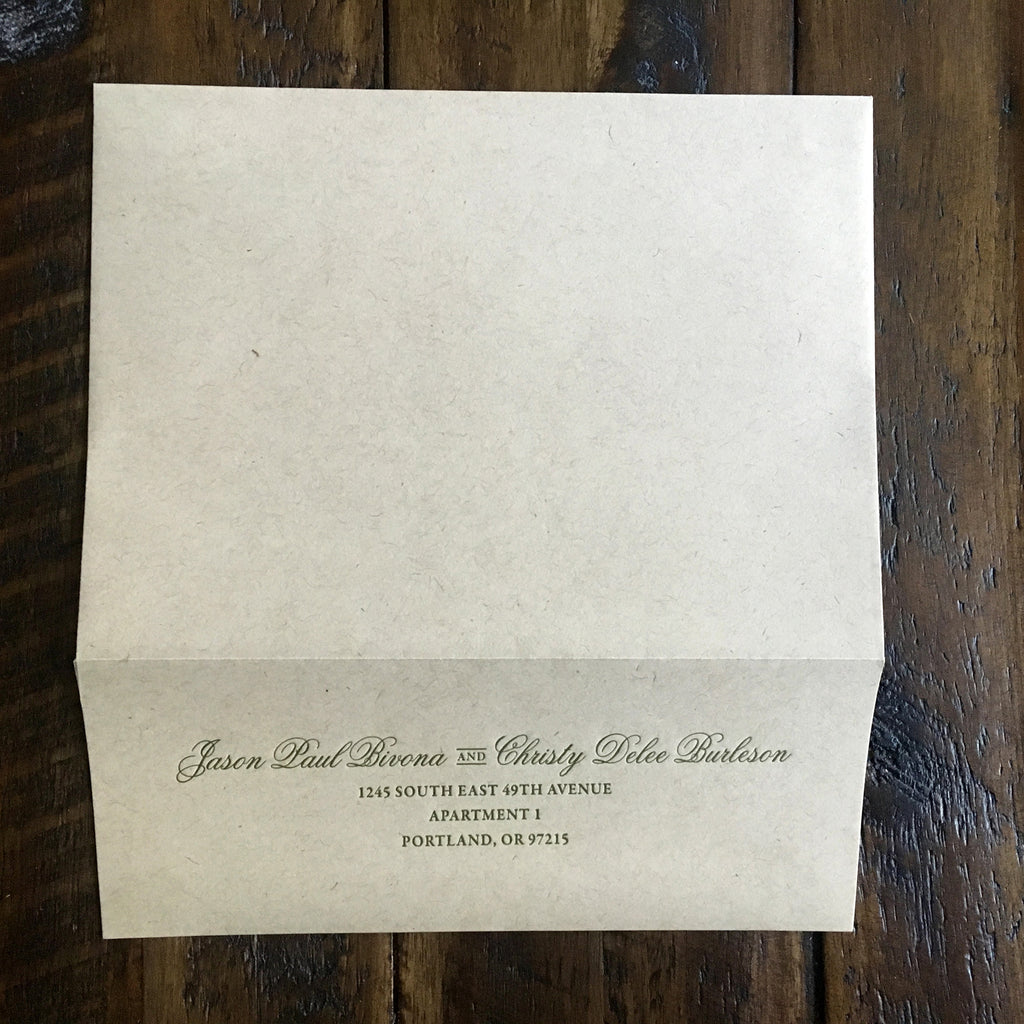 Jason Paul Bivona AND Christy Delee Burleson
1245 SOUTH EAST 49TH AVENUE
APARTMENT 1
PORTLAND, OR 97215